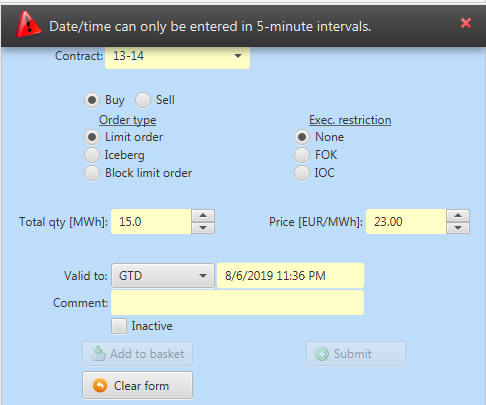 Date/time can only be entered in 5-minute intervals.
Contract: 13-14
Buy Sell
Order type Exec. restriction
Limit order None
Iceberg FOK
Block limit order IOC
Total qty [MWh]: 15.0 Price [EUR/MWh]: 23.00
Valid to: GTD 8/6/2019 11:36 PM
Comment:
Inactive
Add to basket Submit
Clear form